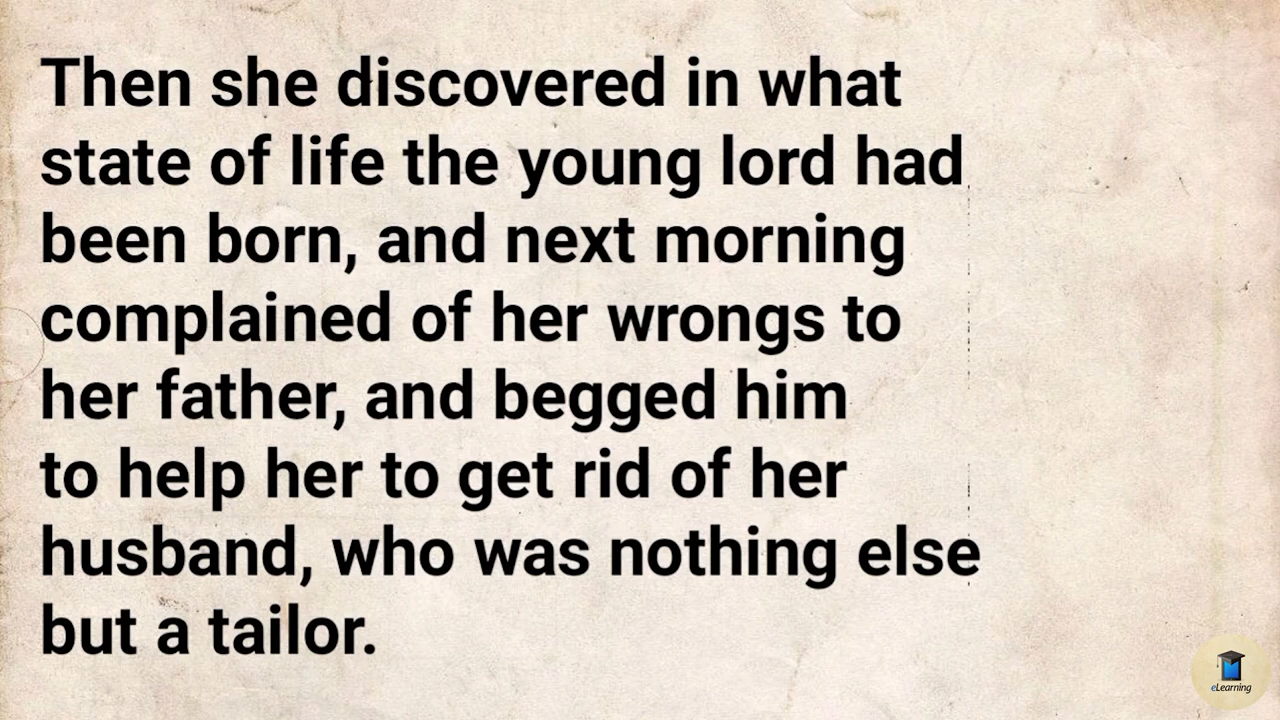 Then she discovered in what
state of life the young lord had
been born, and next morning
complained of her wrongs to
her father, and begged him
to help her to get rid of her
husband, who was nothing else
but a tailor.
eLearning